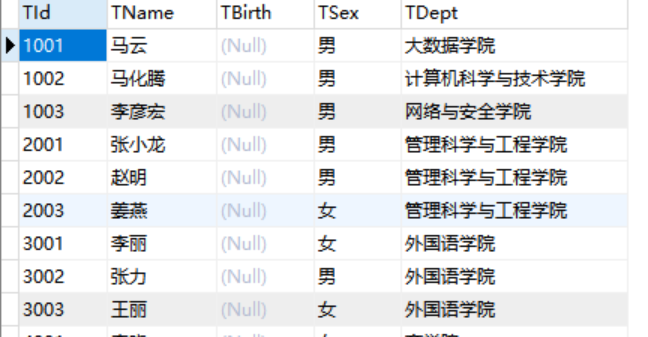 TId TName TBirth TSex TDept
1001 马云 (Null) 男 大数据学院
1002 马化腾 (Null) 男 计算机科学与技术学院
1003 李彦宏 (Null) 男 网络与安全学院
2001 张小龙 (Null) 男 管理科学与工程学院
2002 赵明 (Null) 男 管理科学与工程学院
2003 姜燕 (Null) 女 管理科学与工程学院
3001 李丽 (Null) 女 外国语学院
3002 张力 (Null) 男 外国语学院
3003 王丽 (Null) 女 外国语学院